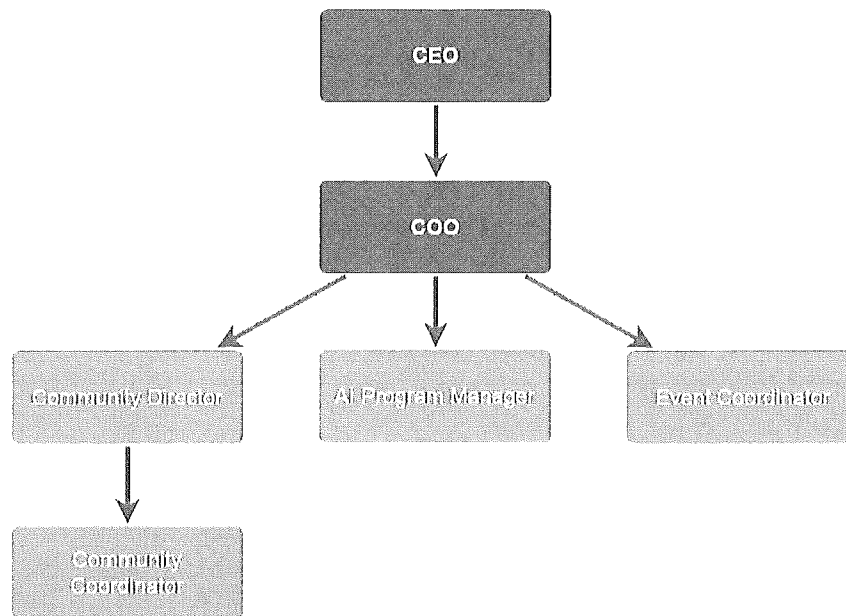 CEO
COO
Community Director
AI Program Manager
Event Coordinator
Community
Coordinator